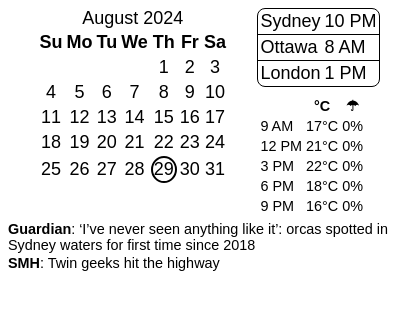 August 2024
Su Mo Tu We Th Fr Sa
1 2 3
4 5 6 7 8 9 10
11 12 13 14 15 16 17
18 19 20 21 22 23 24
25 26 27 28 29 30 31
Sydney 10 PM
Ottawa 8 AM
London 1 PM
°C ☂
9 AM 17°C 0%
12 PM 21°C 0%
3 PM 22°C 0%
6 PM 18°C 0%
9 PM 16°C 0%
Guardian: ‘I’ve never seen anything like it’: orcas spotted in
Sydney waters for first time since 2018
SMH: Twin geeks hit the highway